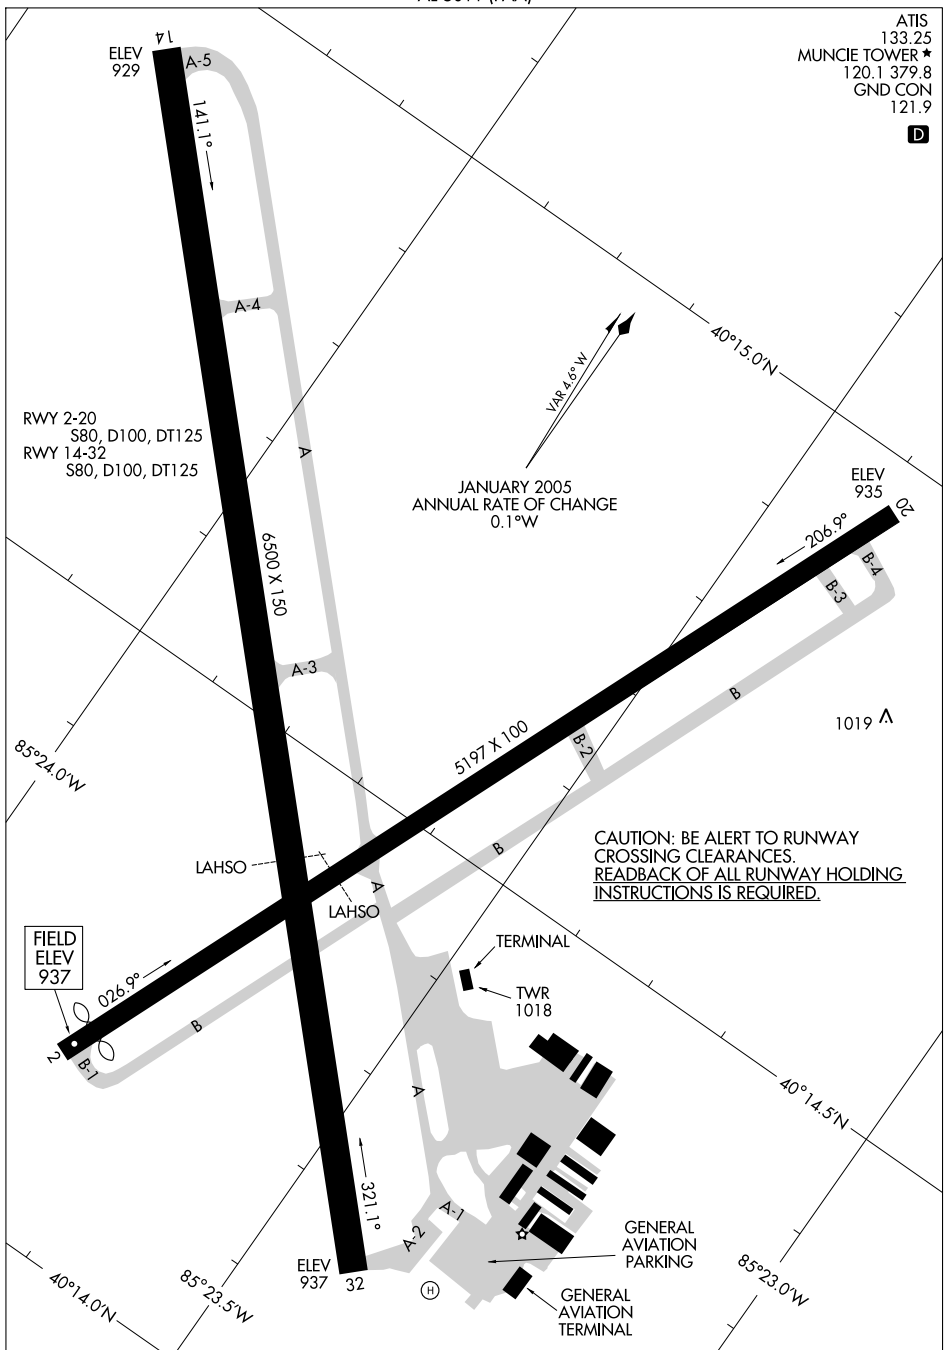 ATIS
133.25
MUNCIE TOWER ★
120.1 379.8
GND CON
121.9
D
14
ELEV
929
A-5
141.1°
A-4
40°15.0'N
VAR 4.6° W
RWY 2-20
S80, D100, DT125
RWY 14-32
S80, D100, DT125
A
JANUARY 2005
ANNUAL RATE OF CHANGE
0.1°W
ELEV
935
20
206.9°
B-4
B-3
6500 X 150
A-3
B
1019
85°24.0'W
5197 X 100
B-2
CAUTION: BE ALERT TO RUNWAY
CROSSING CLEARANCES.
READBACK OF ALL RUNWAY HOLDING
INSTRUCTIONS IS REQUIRED.
B
LAHSO
A
LAHSO
FIELD
ELEV
937
TERMINAL
026.9°
TWR
1018
B
2
B-1
A
40°14.5'N
321.1°
A-1
A-2
GENERAL
AVIATION
PARKING
ELEV
937
32
H
40°14.0'N
85°23.5'W
85°23.0'W
GENERAL
AVIATION
TERMINAL